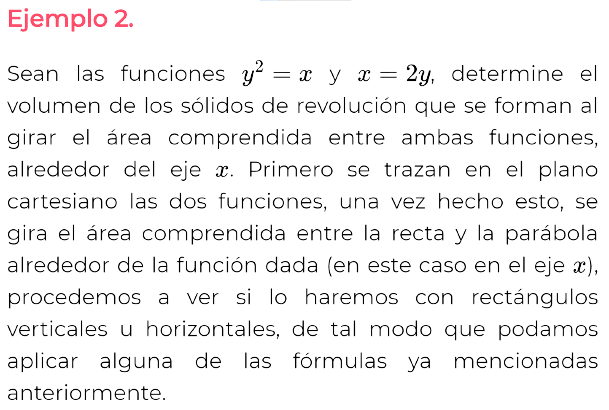 Ejemplo 2.
Sean las funciones y² = x y x = 2y, determine el
volumen de los sólidos de revolución que se forman al
girar el área comprendida entre ambas funciones,
alrededor del eje x. Primero se trazan en el plano
cartesiano las dos funciones, una vez hecho esto, se
gira el área comprendida entre la recta y la parábola
alrededor de la función dada (en este caso en el eje x),
procedemos a ver si lo haremos con rectángulos
verticales u horizontales, de tal modo que podamos
aplicar alguna de las fórmulas ya mencionadas
anteriormente.